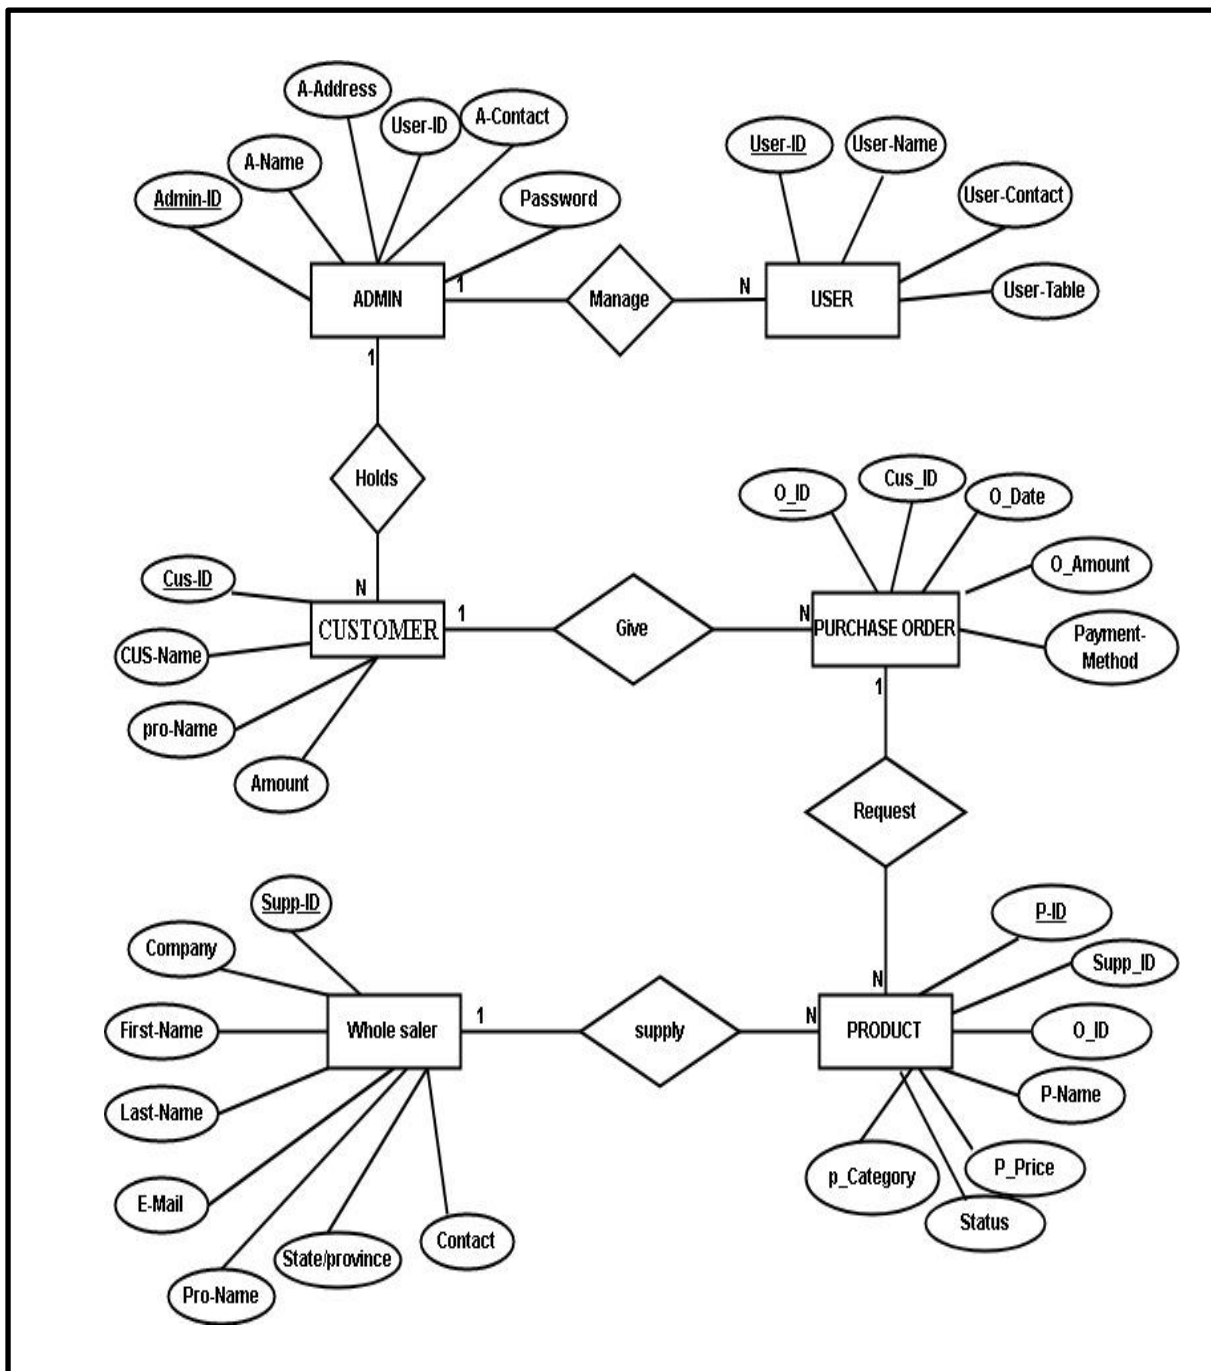 A-Address
User-ID
A-Contact
A-Name
Admin-ID
Password
User-ID
User-Name
User-Contact
User-Table
ADMIN
1
Manage
N
USER
1
Holds
N
O_ID
Cus_ID
O_Date
O_Amount
Payment-
Method
Cus-ID
CUS-Name
pro-Name
Amount
CUSTOMER
1
Give
N
PURCHASE ORDER
1
Request
N
Supp-ID
Company
First-Name
Last-Name
E-Mail
Pro-Name
State/province
Contact
Whole saler
1
supply
N
PRODUCT
P-ID
Supp_ID
O_ID
P-Name
P_Price
Status
p_Category